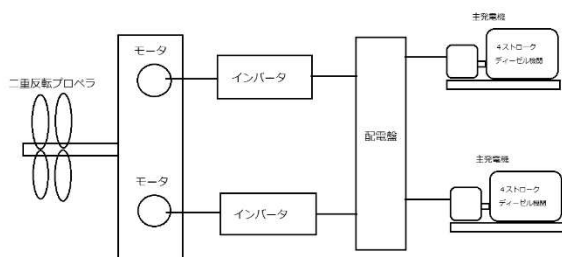 主発電機
モータ
4ストローク
ディーゼル機関
インバータ
二重反転プロペラ
配電盤
主発電機
モータ
4ストローク
ディーゼル機関
インバータ